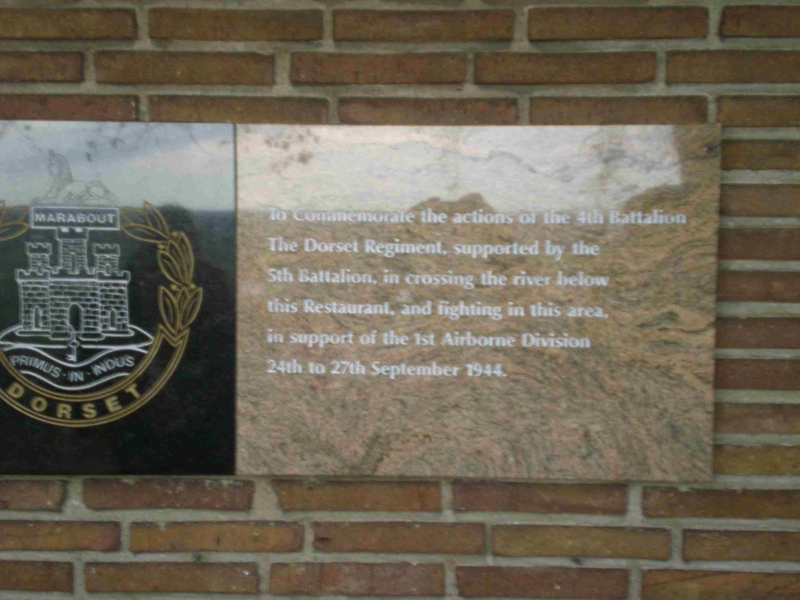 MARABOUT
PRIMUS · IN · INDUS
DORSET
To Commemorate the actions of the 4th Battalion
The Dorset Regiment, supported by the
5th Battalion, in crossing the river below
this Restaurant, and fighting in this area,
in support of the 1st Airborne Division
24th to 27th September 1944.